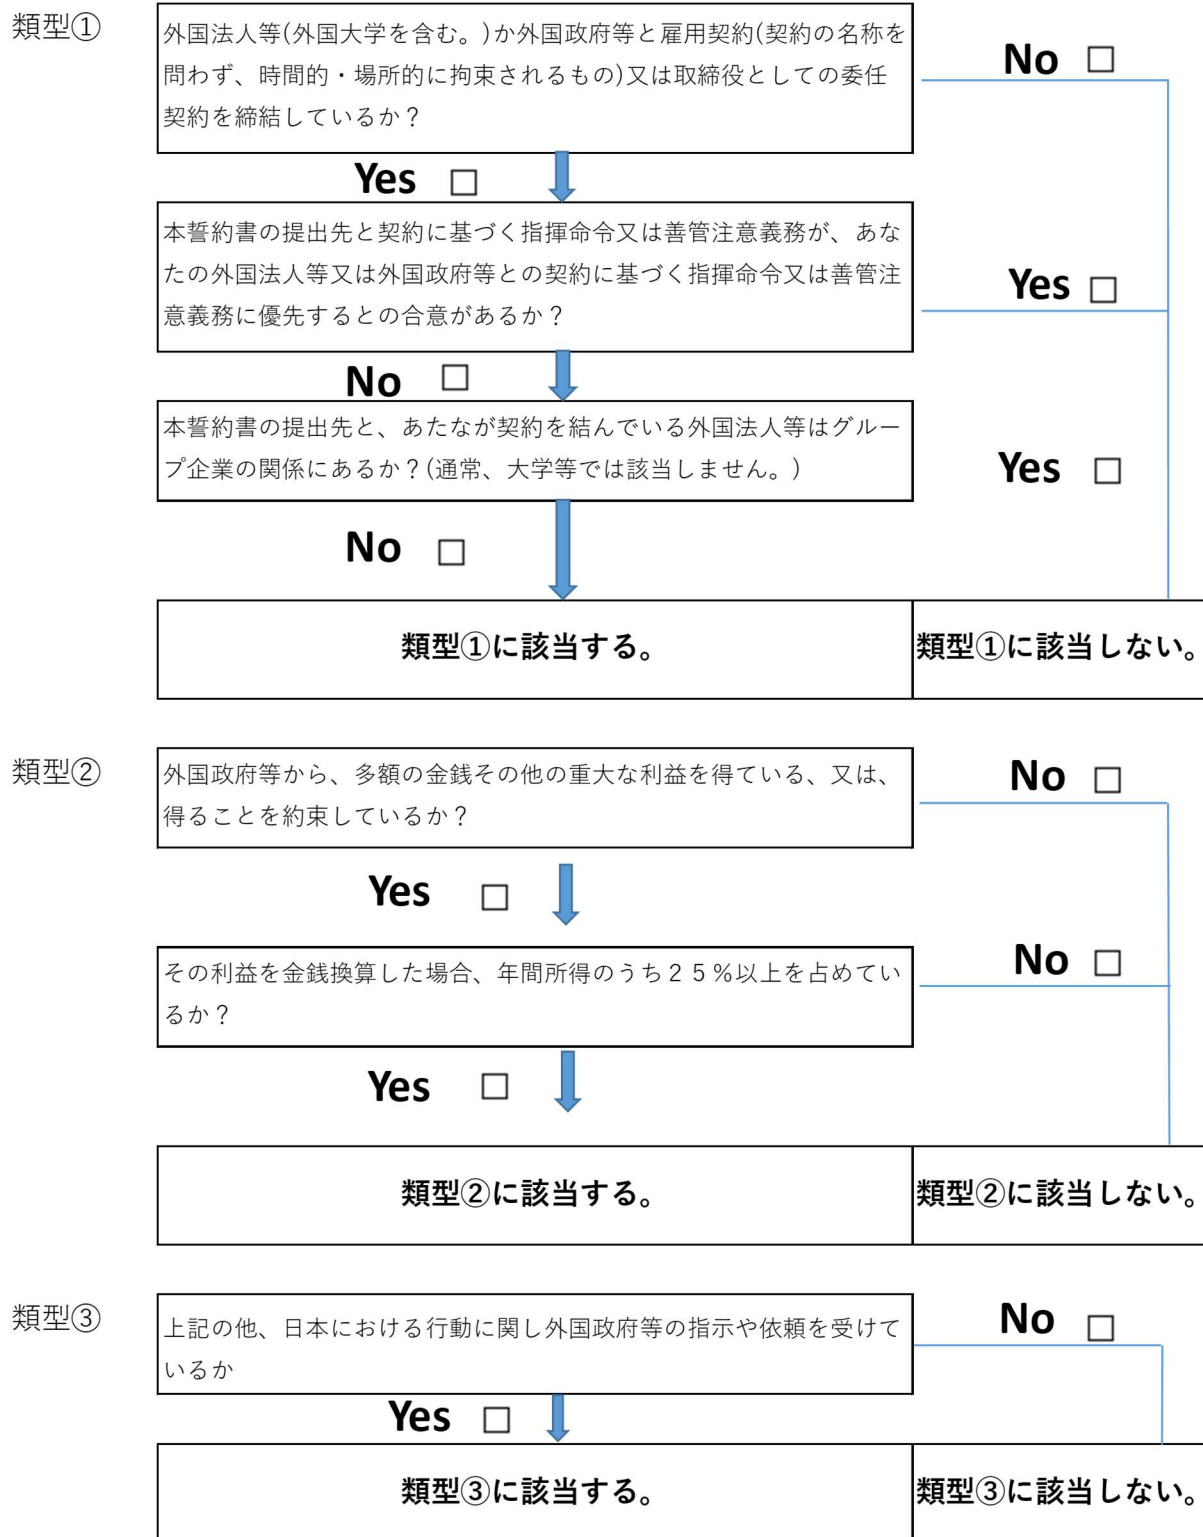 類型①
外国法人等(外国大学を含む。)か外国政府等と雇用契約(契約の名称を
問わず、時間的・場所的に拘束されるもの)又は取締役としての委任
契約を締結しているか？
No □
Yes □
本誓約書の提出先と契約に基づく指揮命令又は善管注意義務が、あな
たの外国法人等又は外国政府等との契約に基づく指揮命令又は善管注
意義務に優先するとの合意があるか？
Yes □
No □
本誓約書の提出先と、あたなが契約を結んでいる外国法人等はグルー
プ企業の関係にあるか？(通常、大学等では該当しません。)
Yes □
No □
類型①に該当する。
類型①に該当しない。
類型②
外国政府等から、多額の金銭その他の重大な利益を得ている、又は、
得ることを約束しているか？
No □
Yes □
その利益を金銭換算した場合、年間所得のうち２５%以上を占めてい
るか？
No □
Yes □
類型②に該当する。
類型②に該当しない。
類型③
上記の他、日本における行動に関し外国政府等の指示や依頼を受けて
いるか
No □
Yes □
類型③に該当する。
類型③に該当しない。